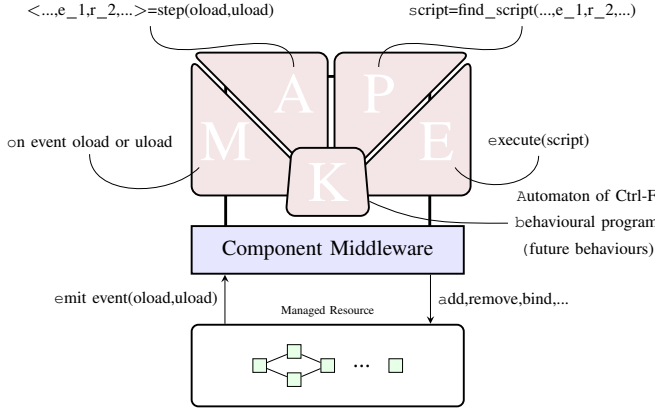 <...,e_1,r_2,...>=step(oload,uload)
script=find_script(...,e_1,r_2,...)
A
P
on event oload or uload
M
E
execute(script)
K
Automaton of Ctrl-F
behavioural program
(future behaviours)
Component Middleware
emit event(oload,uload)
add,remove,bind,...
Managed Resource
...